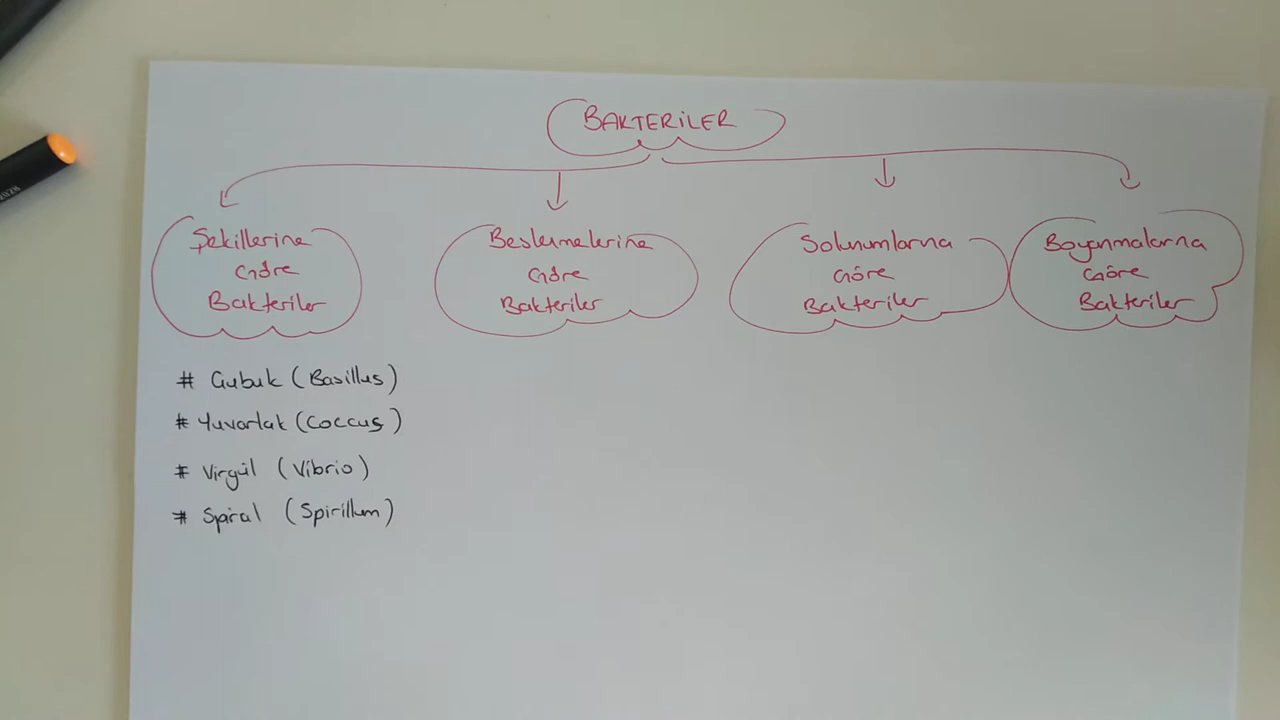 BAKTERİLER
Şekillerine
Göre
Bakteriler
Beslenmelerine
Göre
Bakteriler
Solunumlarına
Göre
Bakteriler
Boyanmalarına
Göre
Bakteriler
# Çubuk (Basillus)
# Yuvarlak (Coccus)
# Virgül (Vibrio)
# Spiral (Spirillum)